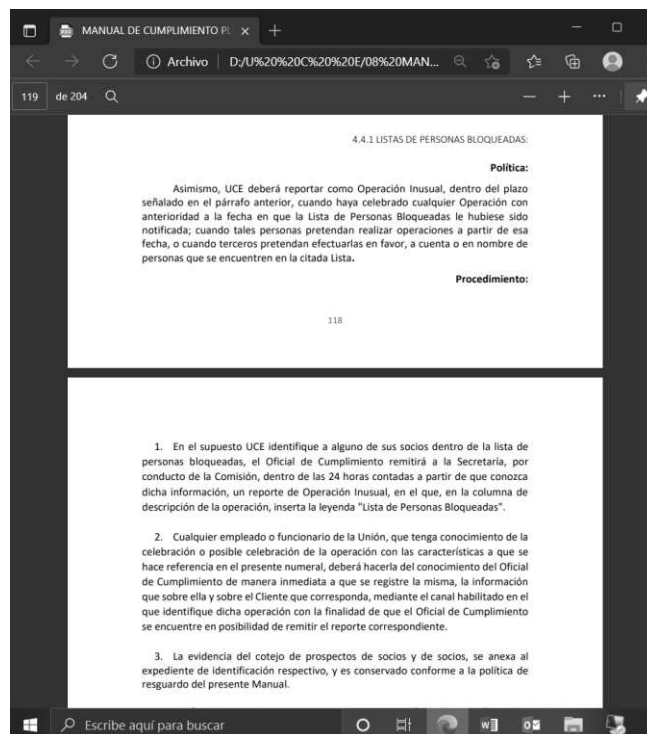 MANUAL DE CUMPLIMIENTO PL
Archivo
D:/U%20%20C%20%20E/08%20MAN...
119 de 204
4.4.1 LISTAS DE PERSONAS BLOQUEADAS:
Política:
Asimismo, UCE deberá reportar como Operación Inusual, dentro del plazo
señalado en el párrafo anterior, cuando haya celebrado cualquier Operación con
anterioridad a la fecha en que la Lista de Personas Bloqueadas le hubiese sido
notificada; cuando tales personas pretendan realizar operaciones a partir de esa
fecha, o cuando terceros pretendan efectuarlas en favor, a cuenta o en nombre de
personas que se encuentren en la citada Lista.
Procedimiento:
118
1. En el supuesto UCE identifique a alguno de sus socios dentro de la lista de
personas bloqueadas, el Oficial de Cumplimiento remitirá a la Secretaría, por
conducto de la Comisión, dentro de las 24 horas contadas a partir de que conozca
dicha información, un reporte de Operación Inusual, en el que, en la columna de
descripción de la operación, inserta la leyenda "Lista de Personas Bloqueadas".
2. Cualquier empleado o funcionario de la Unión, que tenga conocimiento de la
celebración o posible celebración de la operación con las características a que se
hace referencia en el presente numeral, deberá hacerla del conocimiento del Oficial
de Cumplimiento de manera inmediata a que se registre la misma, la información
que sobre ella y sobre el Cliente que corresponda, mediante el canal habilitado en el
que identifique dicha operación con la finalidad de que el Oficial de Cumplimiento
se encuentre en posibilidad de remitir el reporte correspondiente.
3. La evidencia del cotejo de prospectos de socios y de socios, se anexa al
expediente de identificación respectivo, y es conservado conforme a la política de
resguardo del presente Manual.
Escribe aquí para buscar